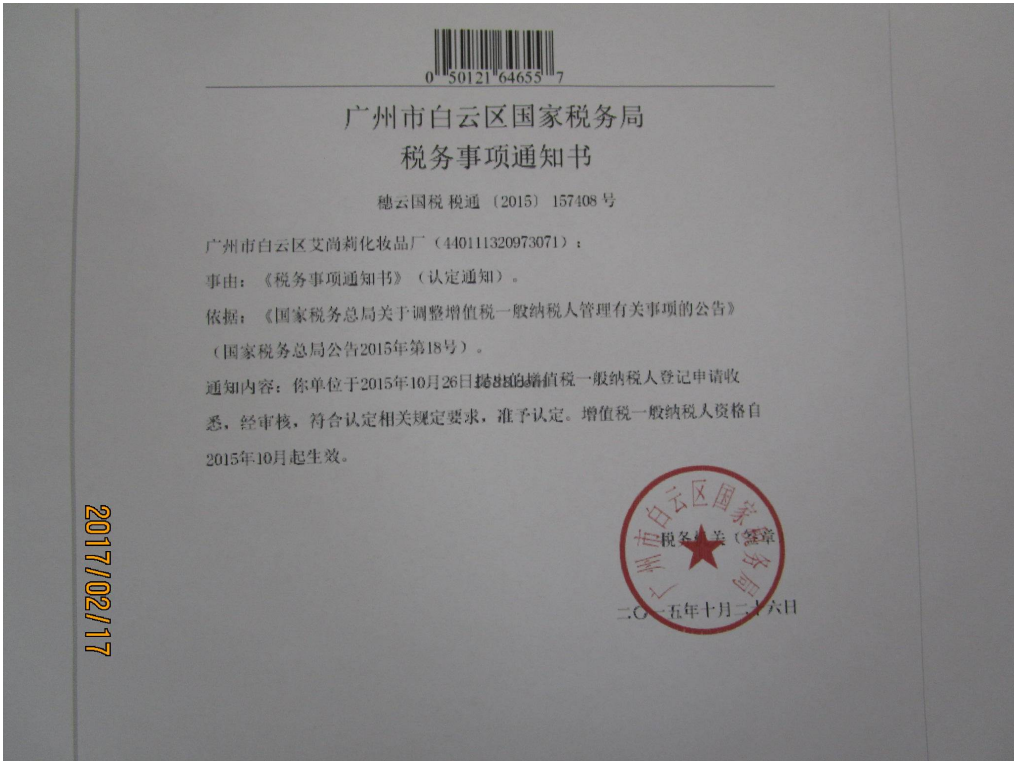 0 50121 64655 7
广州市白云区国家税务局
税务事项通知书
穗云国税 税通 〔2015〕 157408 号
广州市白云区艾尚莉化妆品厂（440111320973071）：
事由：《税务事项通知书》（认定通知）。
依据：《国家税务总局关于调整增值税一般纳税人管理有关事项的公告》
（国家税务总局公告2015年第18号）。
通知内容：你单位于2015年10月26日提出的增值税一般纳税人登记申请收
悉，经审核，符合认定相关规定要求，准予认定。增值税一般纳税人资格自
2015年10月起生效。
广州市白云区国家税务局
税务机关（签章
二〇一五年十月二十六日
2017/02/17